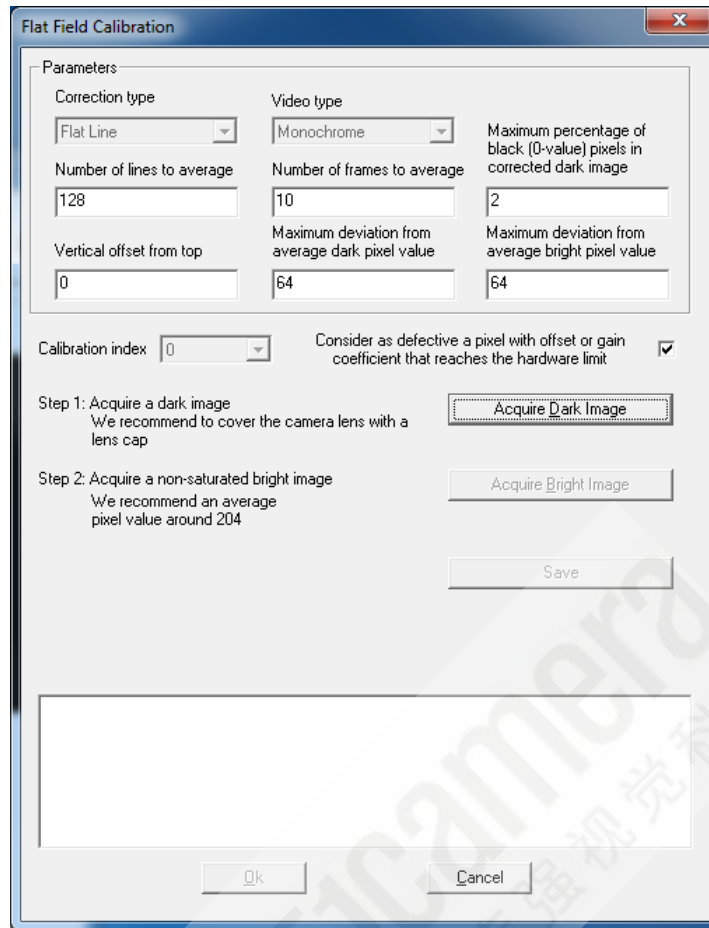 Flat Field Calibration
x
Parameters
Correction type
Flat Line
Video type
Monochrome
Maximum percentage of
black (0-value) pixels in
corrected dark image
2
Number of lines to average
128
Number of frames to average
10
Vertical offset from top
0
Maximum deviation from
average dark pixel value
64
Maximum deviation from
average bright pixel value
64
Calibration index
0
Consider as defective a pixel with offset or gain
coefficient that reaches the hardware limit
Step 1: Acquire a dark image
We recommend to cover the camera lens with a
lens cap
Acquire Dark Image
Step 2: Acquire a non-saturated bright image
We recommend an average
pixel value around 204
Acquire Bright Image
Save
Ok
Cancel